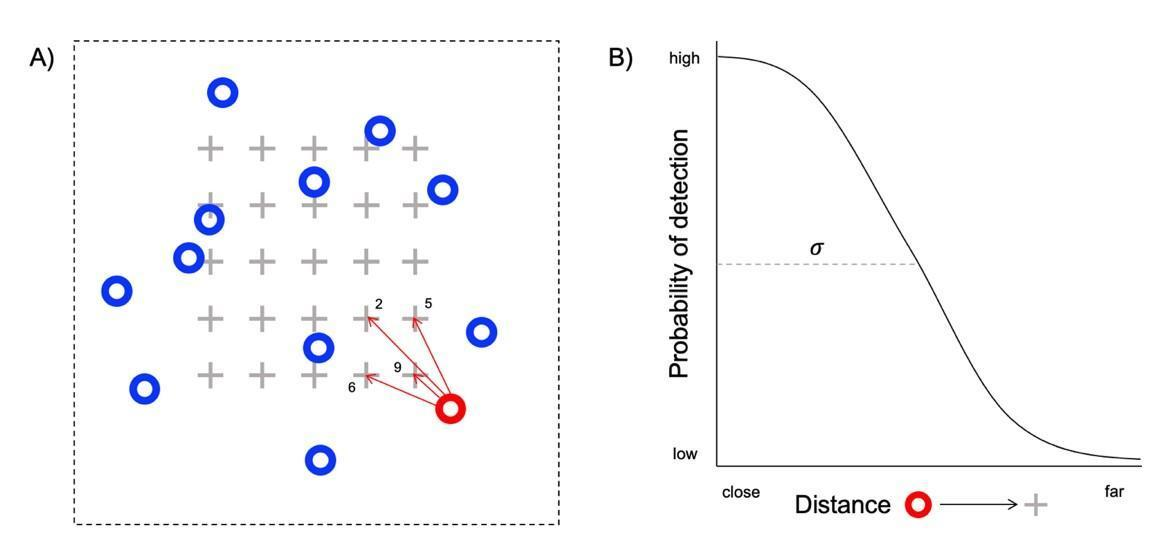 A)
2
5
9
6
B)
high
Probability of detection
σ
low
close
far
Distance